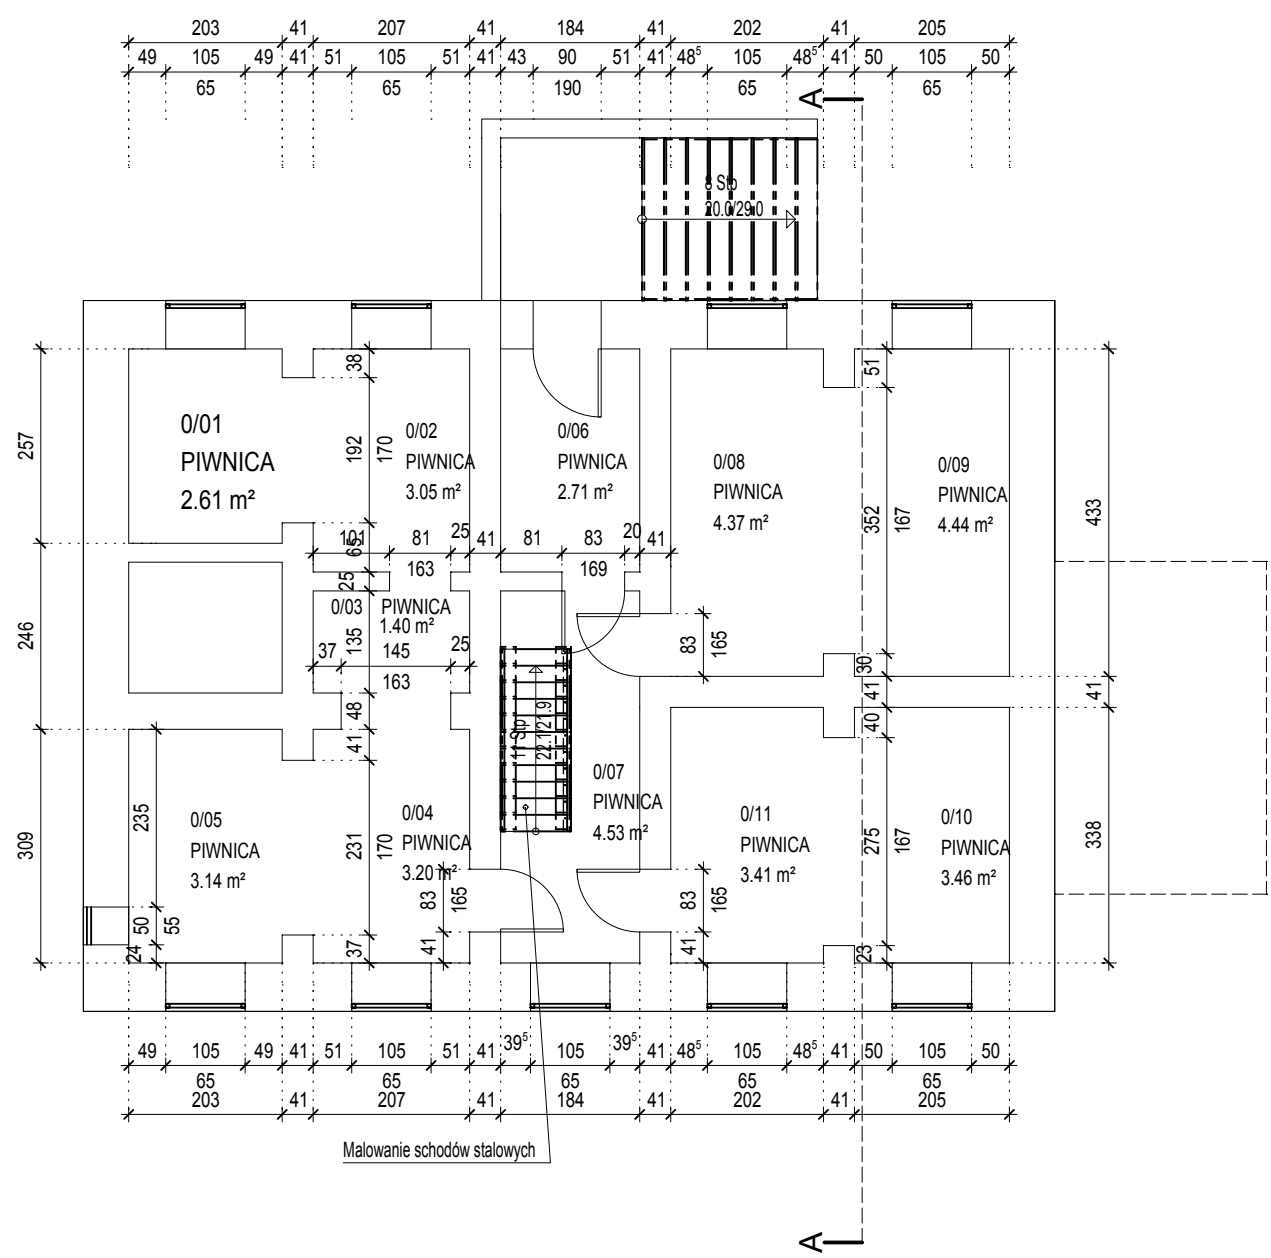 203 41 207 41 184 41 202 41 205
49 105 49 41 51 105 51 41 43 90 51 41 48⁵ 105 48⁵ 41 50 105 50
65 65 190 65 65
A
8 Stp
20.0/29.0
38
51
257
192
170
352
167
433
0/01
PIWNICA
2.61 m²
0/02
PIWNICA
3.05 m²
0/06
PIWNICA
2.71 m²
0/08
PIWNICA
4.37 m²
0/09
PIWNICA
4.44 m²
101 81 25 41 81 83 20 41
163 169
65
25
0/03 PIWNICA
1.40 m²
135
246
37 145 25
163
83
165
30
41
41
40
48
41
11 Stp
22.1/21.9
0/07
PIWNICA
4.53 m²
0/05
PIWNICA
3.14 m²
0/04
PIWNICA
3.20 m²
0/11
PIWNICA
3.41 m²
0/10
PIWNICA
3.46 m²
309
235
231
170
275
167
338
50
55
24
37
83
165
41
83
165
41
23
49 105 49 41 51 105 51 41 39⁵ 105 39⁵ 41 48⁵ 105 48⁵ 41 50 105 50
65 65 65 65 65
203 41 207 41 184 41 202 41 205
Malowanie schodów stalowych
A